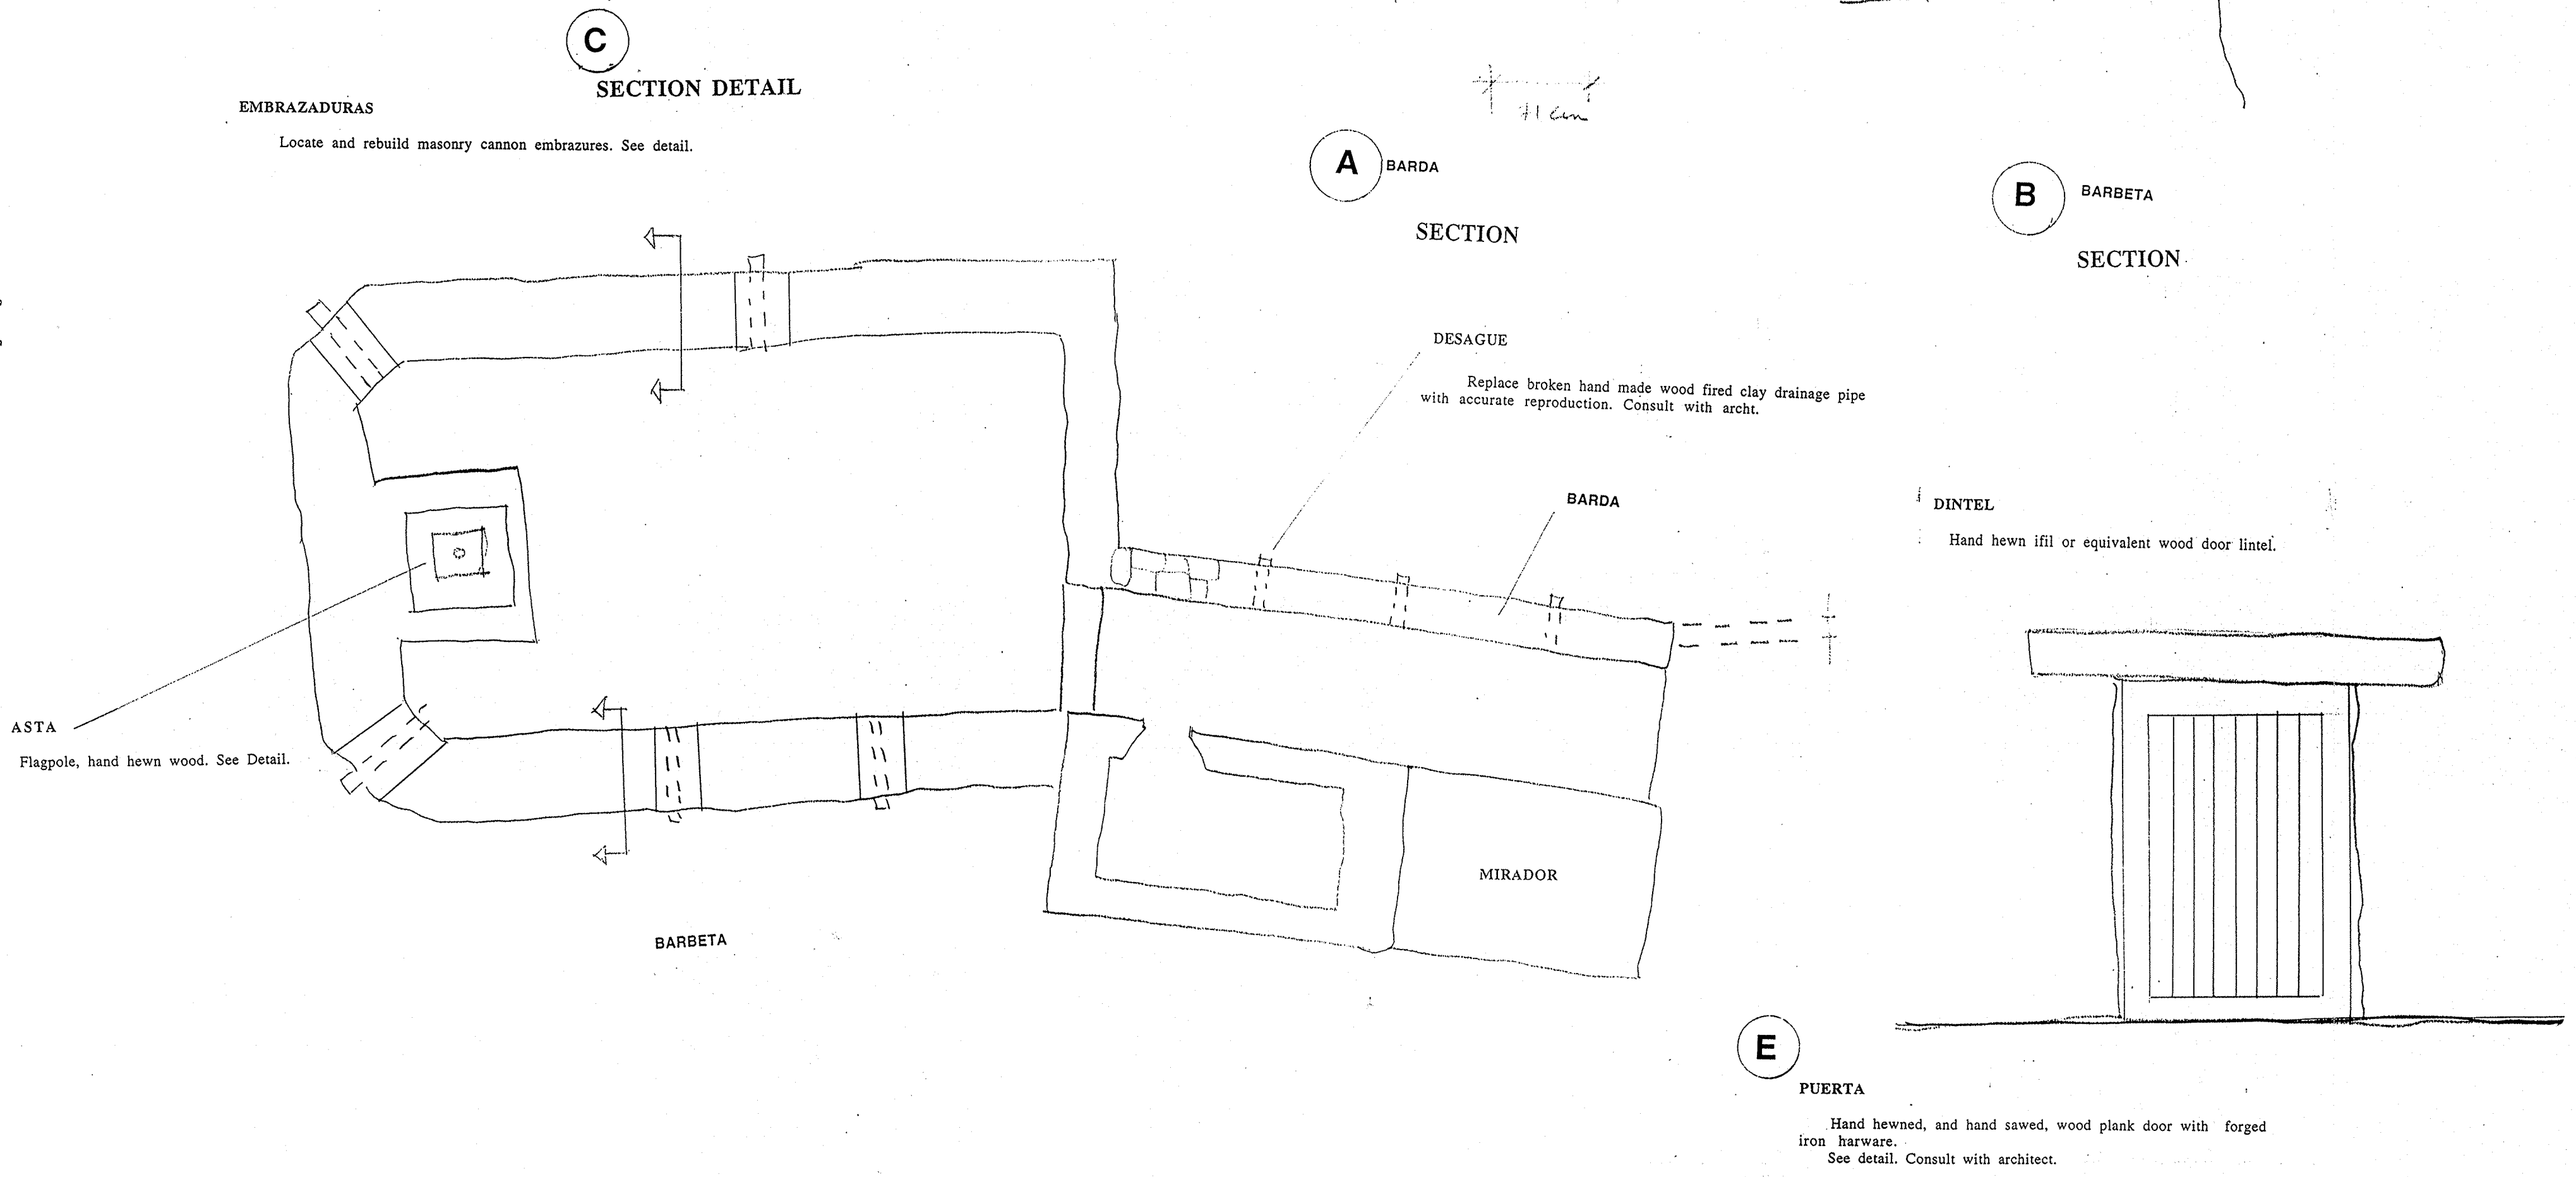 C
SECTION DETAIL
EMBRAZADURAS
Locate and rebuild masonry cannon embrazures. See detail.
71 cm
A
BARDA
SECTION
B
BARBETA
SECTION
DESAGUE
Replace broken hand made wood fired clay drainage pipe
with accurate reproduction. Consult with archt.
BARDA
DINTEL
Hand hewn ifil or equivalent wood door lintel.
ASTA
Flagpole, hand hewn wood. See Detail.
MIRADOR
BARBETA
E
PUERTA
Hand hewned, and hand sawed, wood plank door with forged
iron harware.
See detail. Consult with architect.